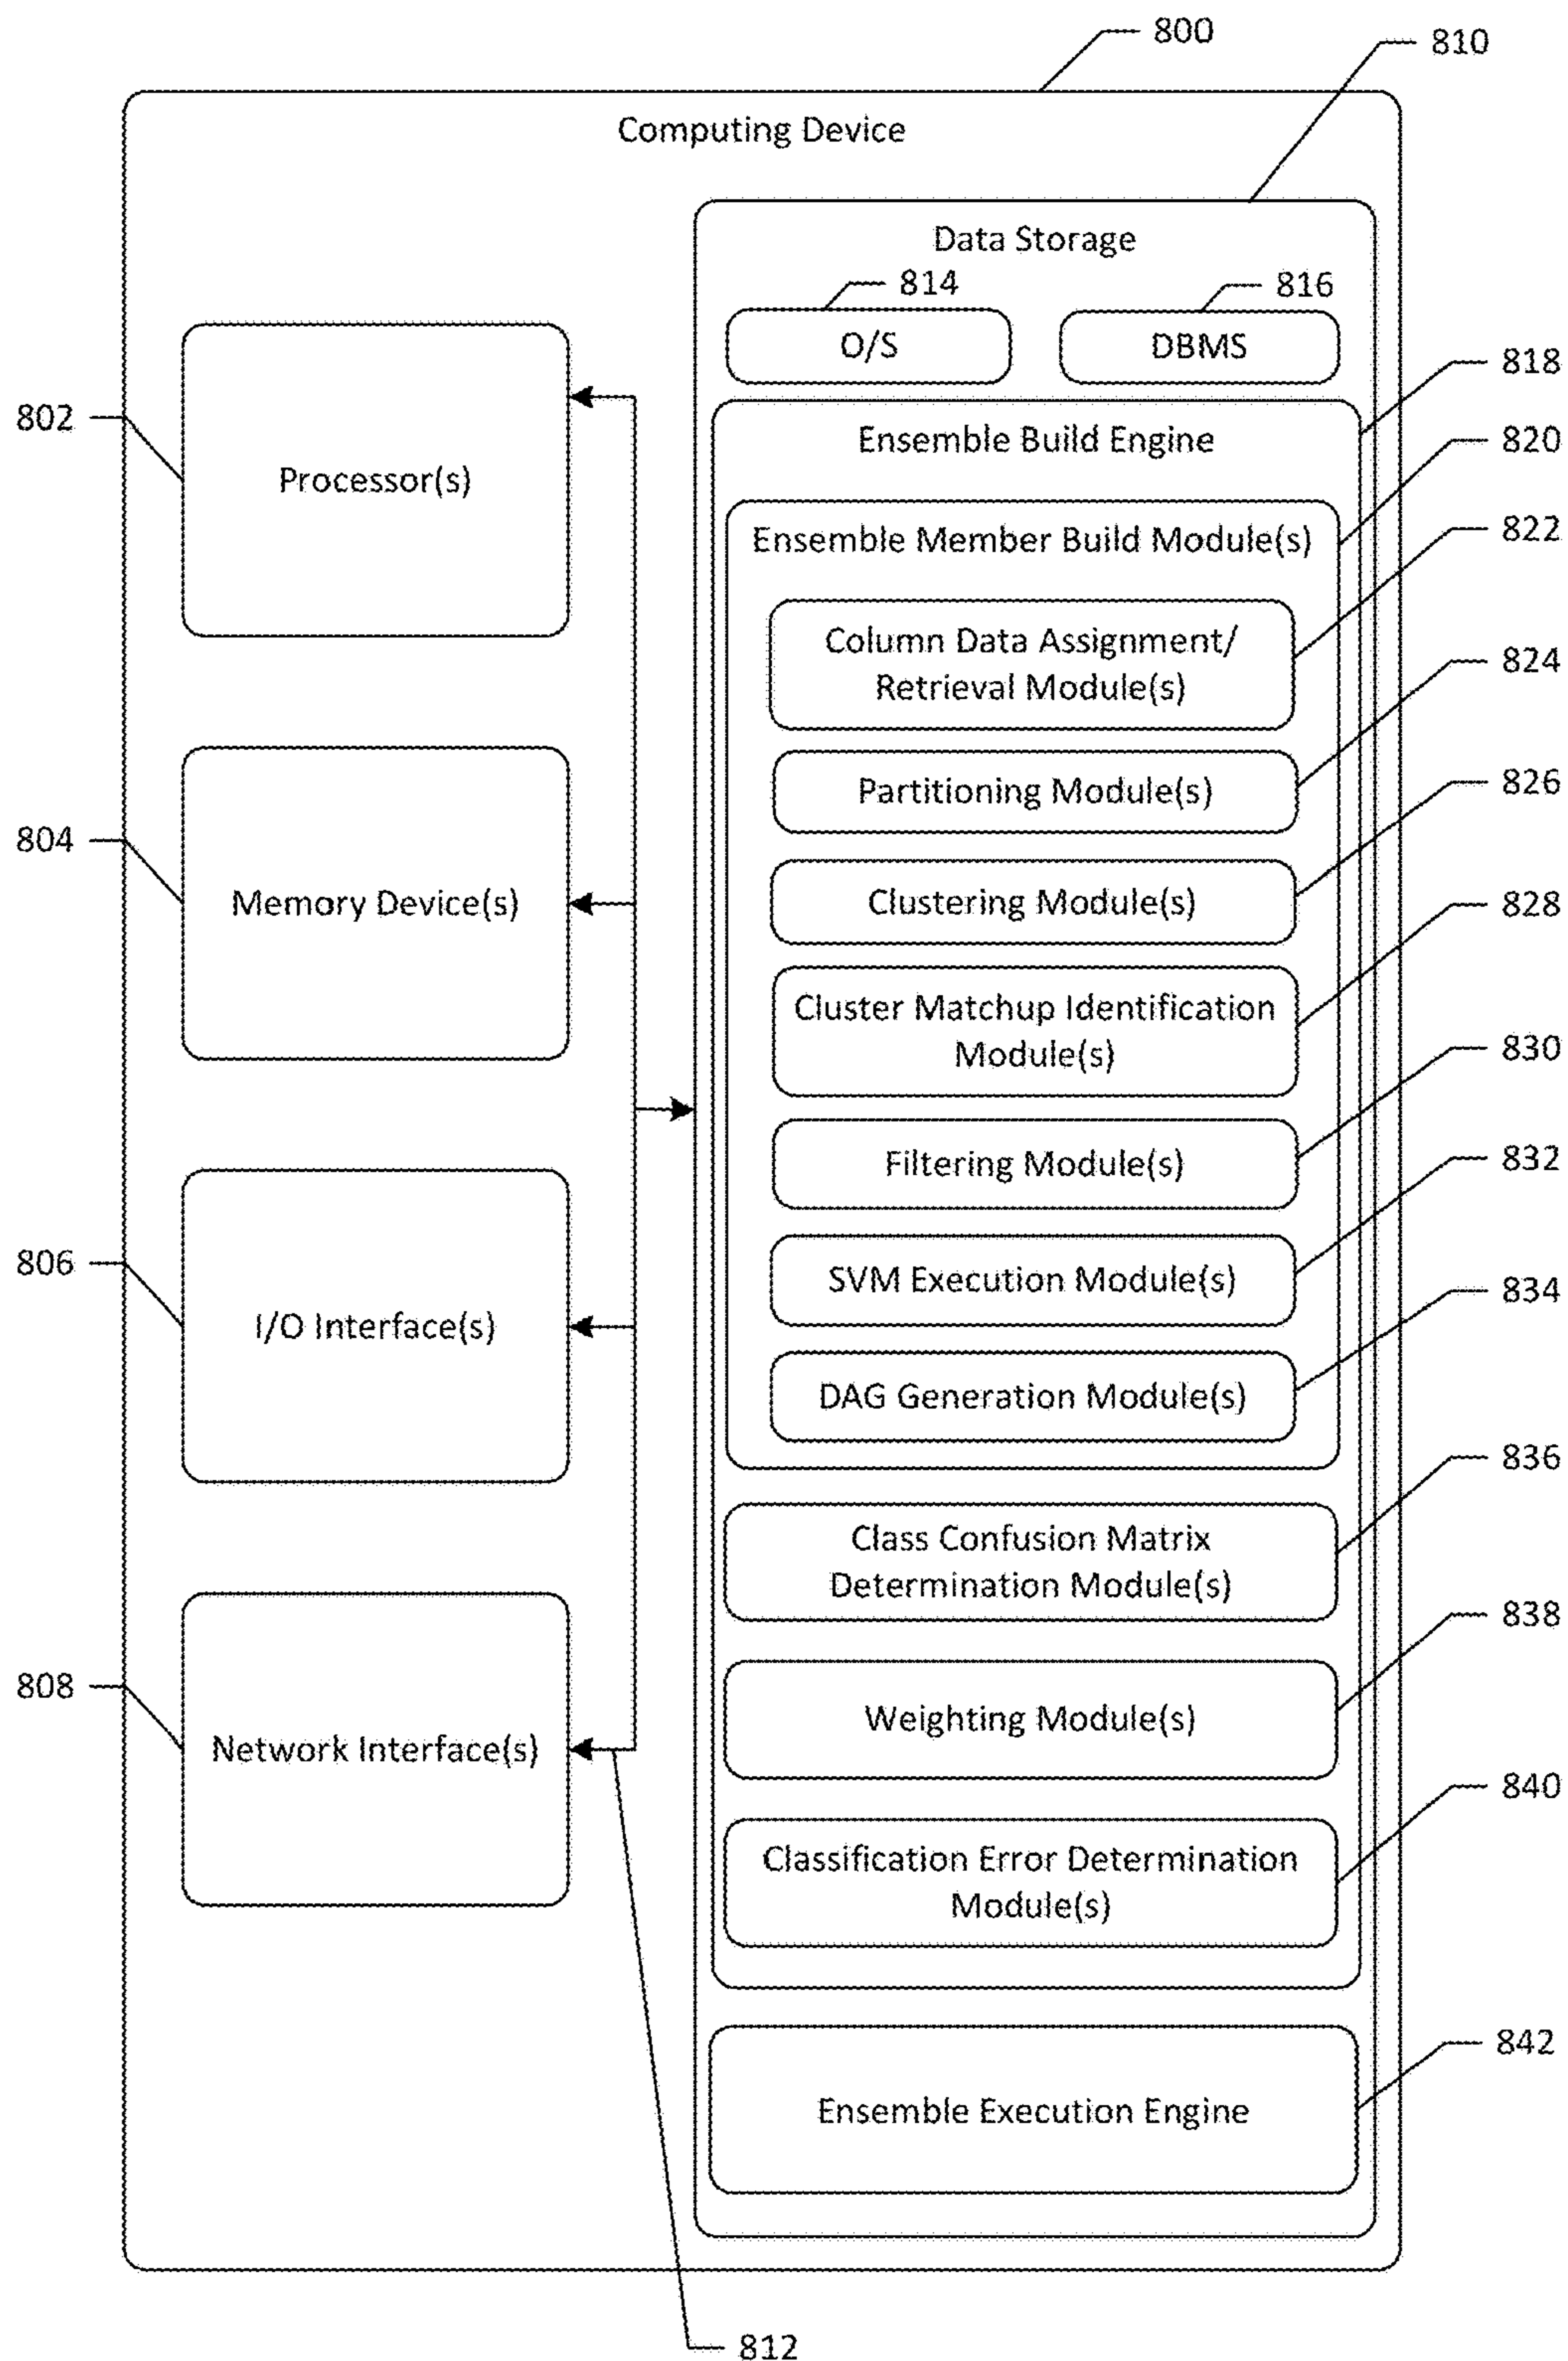 800
810
Computing Device
Data Storage
814
816
O/S
DBMS
818
802
Processor(s)
Ensemble Build Engine
820
Ensemble Member Build Module(s)
822
Column Data Assignment/
Retrieval Module(s)
824
Partitioning Module(s)
826
804
Memory Device(s)
Clustering Module(s)
828
Cluster Matchup Identification
Module(s)
830
Filtering Module(s)
832
806
I/O Interface(s)
SVM Execution Module(s)
834
DAG Generation Module(s)
836
Class Confusion Matrix
Determination Module(s)
838
808
Network Interface(s)
Weighting Module(s)
840
Classification Error Determination
Module(s)
842
Ensemble Execution Engine
812